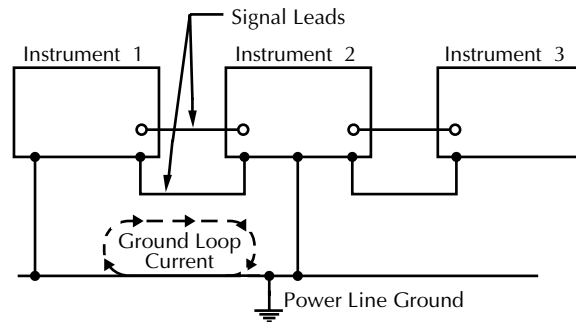 Signal Leads
Instrument 1
Instrument 2
Instrument 3
Ground Loop
Current
Power Line Ground